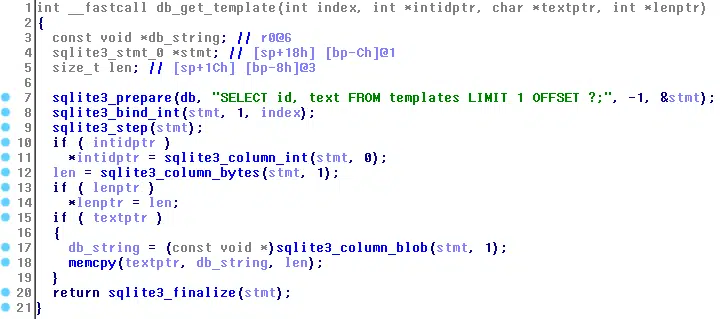 1 int __fastcall db_get_template(int index, int *intidptr, char *textptr, int *lenptr)
2 {
3   const void *db_string; // r0@6
4   sqlite3_stmt_0 *stmt; // [sp+18h] [bp-Ch]@1
5   size_t len; // [sp+1Ch] [bp-8h]@3
6
7   sqlite3_prepare(db, "SELECT id, text FROM templates LIMIT 1 OFFSET ?;", -1, &stmt);
8   sqlite3_bind_int(stmt, 1, index);
9   sqlite3_step(stmt);
10   if ( intidptr )
11     *intidptr = sqlite3_column_int(stmt, 0);
12   len = sqlite3_column_bytes(stmt, 1);
13   if ( lenptr )
14     *lenptr = len;
15   if ( textptr )
16   {
17     db_string = (const void *)sqlite3_column_blob(stmt, 1);
18     memcpy(textptr, db_string, len);
19   }
20   return sqlite3_finalize(stmt);
21 }